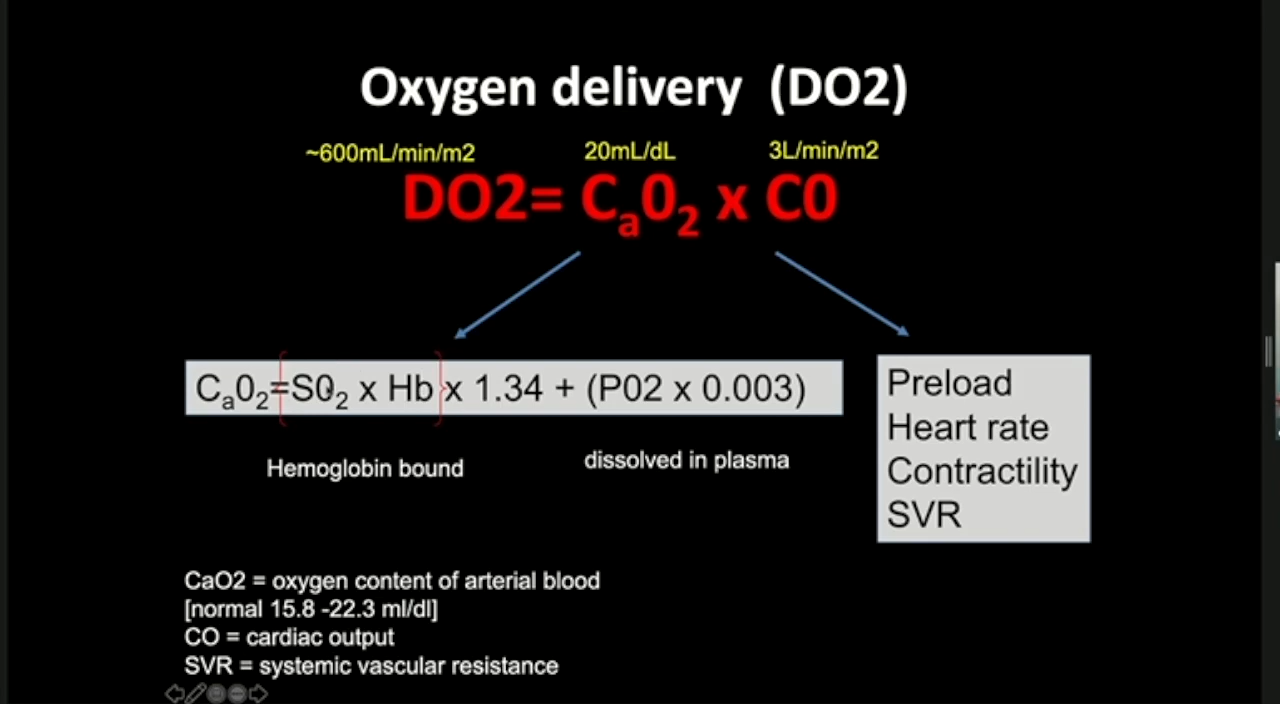 Oxygen delivery (DO2)
~600mL/min/m2 20mL/dL 3L/min/m2
DO2= Ca02 x C0
Ca02=S02 x Hb x 1.34 + (P02 x 0.003)
Hemoglobin bound dissolved in plasma
Preload
Heart rate
Contractility
SVR
CaO2 = oxygen content of arterial blood
[normal 15.8 -22.3 ml/dl]
CO = cardiac output
SVR = systemic vascular resistance